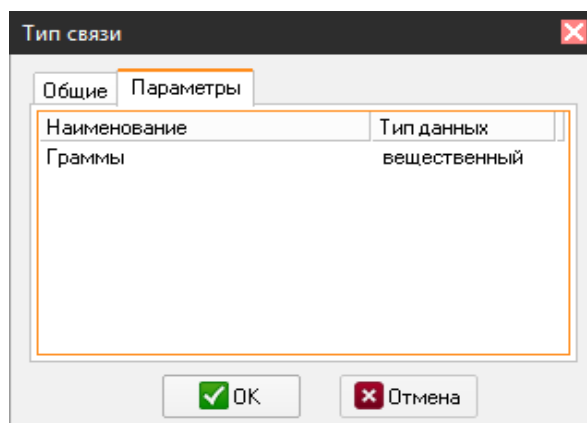 Тип связи
Общие Параметры
Наименование Тип данных
Граммы вещественный
OK Отмена